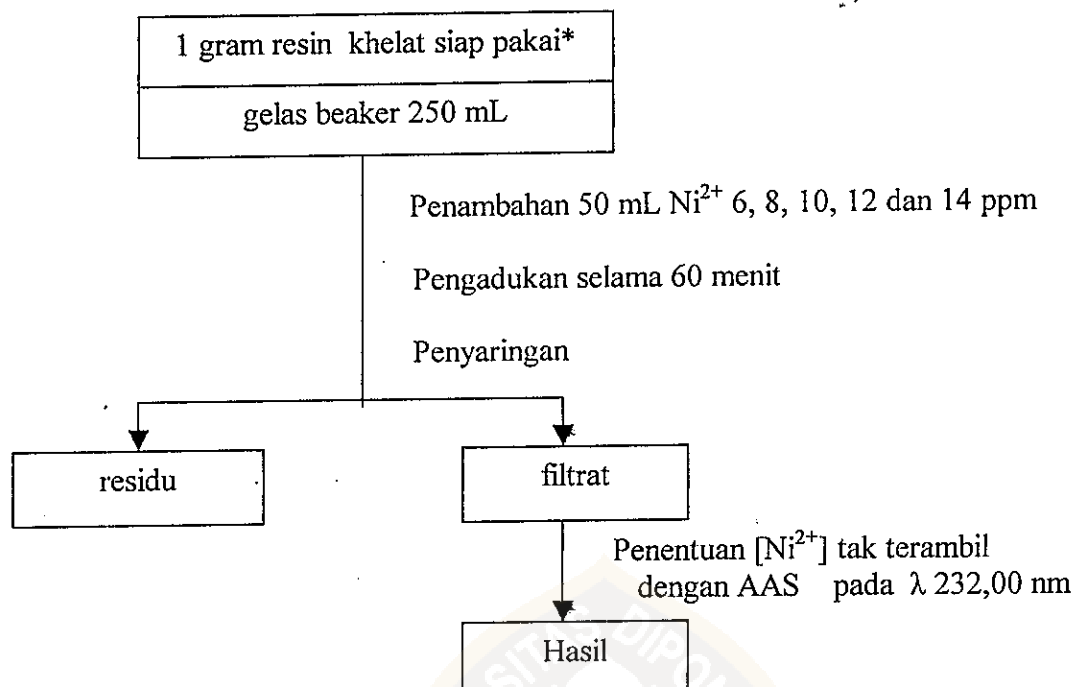 1 gram resin khelat siap pakai*
gelas beaker 250 mL
Penambahan 50 mL Ni²⁺ 6, 8, 10, 12 dan 14 ppm
Pengadukan selama 60 menit
Penyaringan
residu
filtrat
Penentuan [Ni²⁺] tak terambil
dengan AAS pada λ 232,00 nm
Hasil